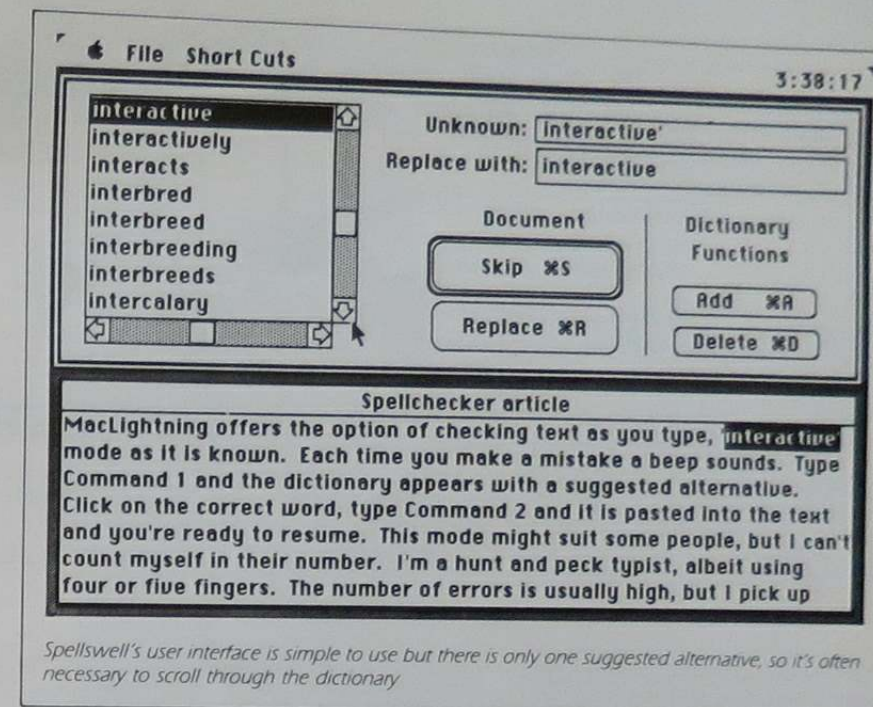 File Short Cuts
3:38:17
interactive
interactively
interacts
interbred
interbreed
interbreeding
interbreeds
intercalary
Unknown: interactive'
Replace with: interactive
Document
Skip ⌘S
Replace ⌘R
Dictionary
Functions
Add ⌘A
Delete ⌘D
Spellchecker article
MacLightning offers the option of checking text as you type, 'interactive'
mode as it is known. Each time you make a mistake a beep sounds. Type
Command 1 and the dictionary appears with a suggested alternative.
Click on the correct word, type Command 2 and it is pasted into the text
and you're ready to resume. This mode might suit some people, but I can't
count myself in their number. I'm a hunt and peck typist, albeit using
four or five fingers. The number of errors is usually high, but I pick up
Spellswell's user interface is simple to use but there is only one suggested alternative, so it's often
necessary to scroll through the dictionary